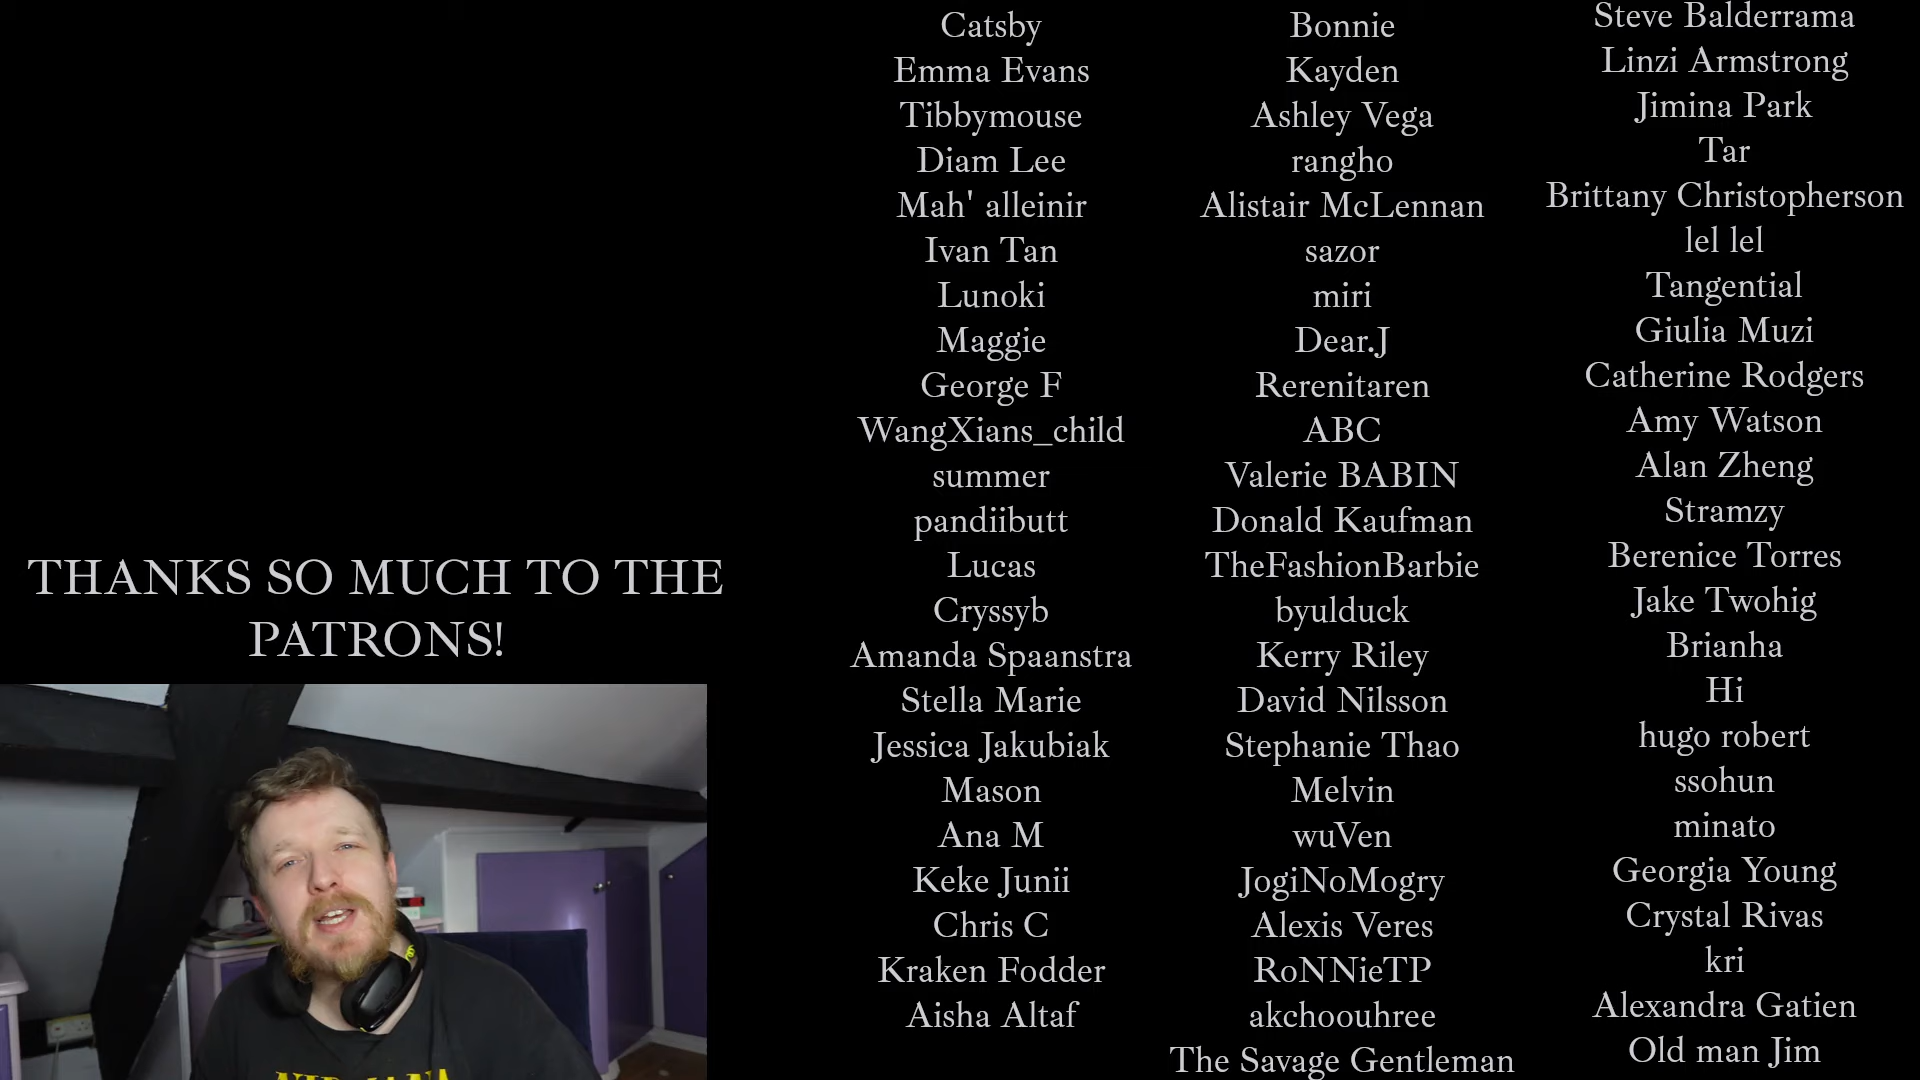 THANKS SO MUCH TO THE
PATRONS!
Catsby
Emma Evans
Tibbymouse
Diam Lee
Mah' alleinir
Ivan Tan
Lunoki
Maggie
George F
WangXians_child
summer
pandiibutt
Lucas
Cryssyb
Amanda Spaanstra
Stella Marie
Jessica Jakubiak
Mason
Ana M
Keke Junii
Chris C
Kraken Fodder
Aisha Altaf
Bonnie
Kayden
Ashley Vega
rangho
Alistair McLennan
sazor
miri
Dear.J
Rerenitaren
ABC
Valerie BABIN
Donald Kaufman
TheFashionBarbie
byulduck
Kerry Riley
David Nilsson
Stephanie Thao
Melvin
wuVen
JogiNoMogry
Alexis Veres
RoNNieTP
akchoouhree
The Savage Gentleman
Steve Balderrama
Linzi Armstrong
Jimina Park
Tar
Brittany Christopherson
lel lel
Tangential
Giulia Muzi
Catherine Rodgers
Amy Watson
Alan Zheng
Stramzy
Berenice Torres
Jake Twohig
Brianha
Hi
hugo robert
ssohun
minato
Georgia Young
Crystal Rivas
kri
Alexandra Gatien
Old man Jim
NIRVANA